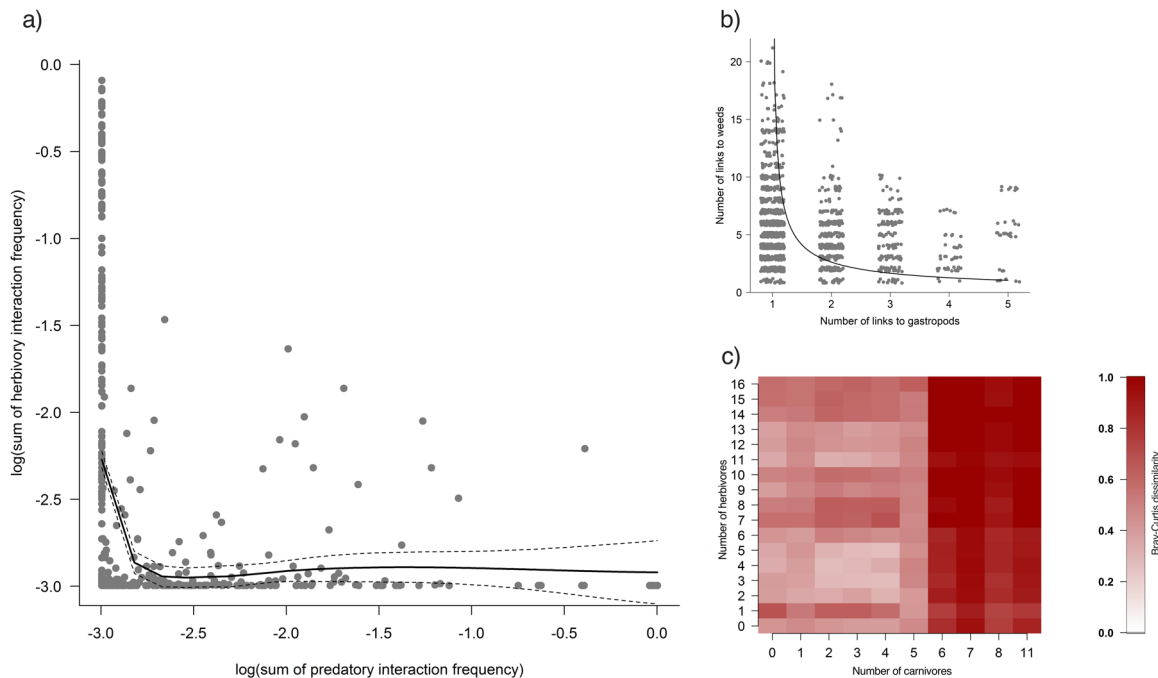 a)
log(sum of herbivory interaction frequency)
0.0
-0.5
-1.0
-1.5
-2.0
-2.5
-3.0
-3.0 -2.5 -2.0 -1.5 -1.0 -0.5 0.0
log(sum of predatory interaction frequency)
b)
Number of links to weeds
20
15
10
5
0
1 2 3 4 5
Number of links to gastropods
c)
Number of herbivores
16
15
14
13
12
11
10
9
8
7
6
5
4
3
2
1
0
0 1 2 3 4 5 6 7 8 11
Number of carnivores
1.0
0.8
0.6
0.4
0.2
0.0
Bray-Curtis dissimilarity